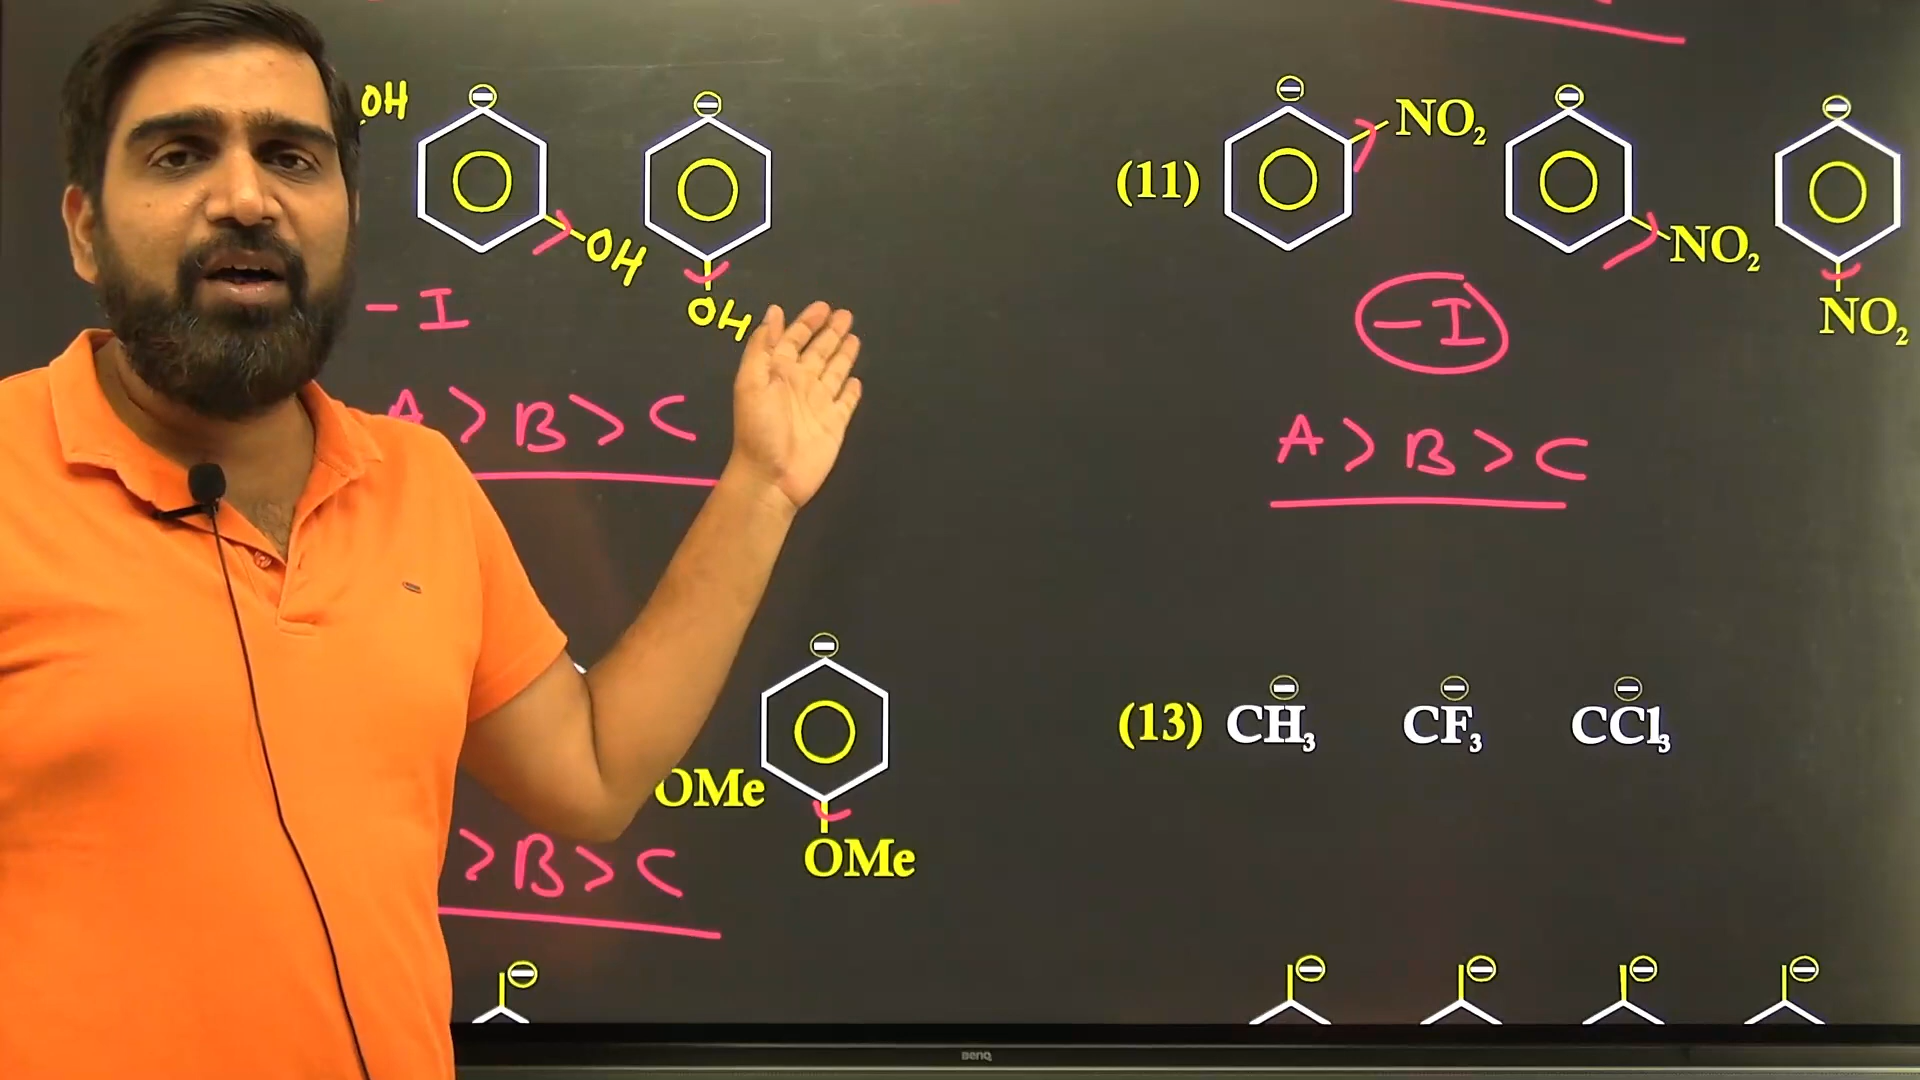 OH
OH
OH
- I
A > B > C
(11)
NO₂
NO₂
NO₂
- I
A > B > C
OMe
OMe
> B > C
(13) CH₃ CF₃ CCl₃
BenQ